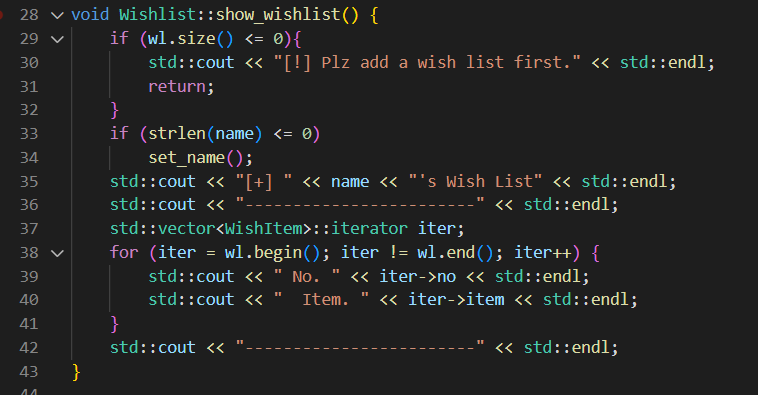 28 void Wishlist::show_wishlist() {
29     if (wl.size() <= 0){
30         std::cout << "[!] Plz add a wish list first." << std::endl;
31         return;
32     }
33     if (strlen(name) <= 0)
34         set_name();
35     std::cout << "[+] " << name << "'s Wish List" << std::endl;
36     std::cout << "------------------------" << std::endl;
37     std::vector<WishItem>::iterator iter;
38     for (iter = wl.begin(); iter != wl.end(); iter++) {
39         std::cout << " No. " << iter->no << std::endl;
40         std::cout << "  Item. " << iter->item << std::endl;
41     }
42     std::cout << "------------------------" << std::endl;
43 }